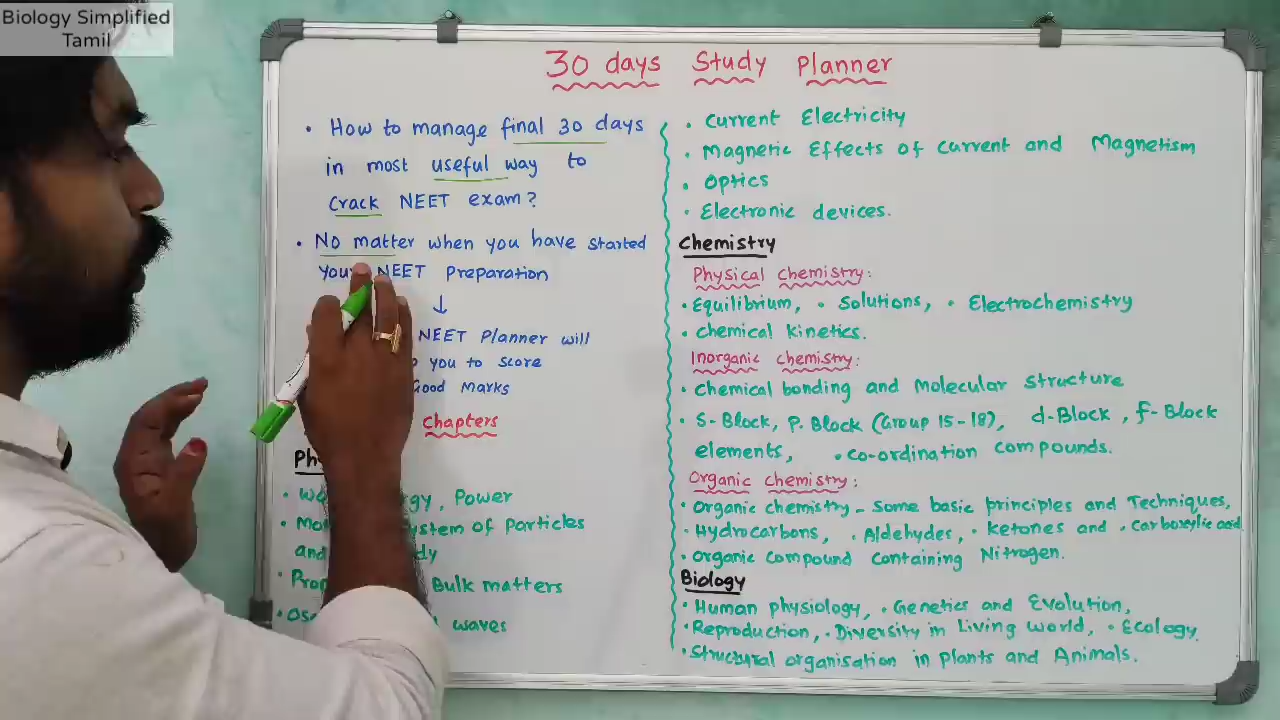 Biology Simplified
Tamil
30 days Study Planner
• How to manage final 30 days
in most useful way to
Crack NEET exam?
• No matter when you have started
your NEET Preparation
↓
NEET Planner will
you to score
Good Marks
Chapters
• Power
• System of Particles
and
• Bulk matters
• waves
• Current Electricity
• Magnetic Effects of current and Magnetism
• Optics
• Electronic devices.
Chemistry
Physical chemistry:
• Equilibrium, • Solutions, • Electrochemistry
• Chemical Kinetics.
Inorganic chemistry:
• Chemical bonding and Molecular structure
• S-Block, P. Block (Group 15-18), d-Block, f-Block
elements, • Co-ordination compounds.
Organic chemistry:
• Organic chemistry - Some basic principles and Techniques,
• Hydrocarbons, • Aldehydes, • ketones and • carboxylic acid
• Organic Compound Containing Nitrogen.
Biology
• Human physiology, • Genetics and Evolution,
• Reproduction, • Diversity in Living world, • Ecology
• Structural organisation in plants and Animals.